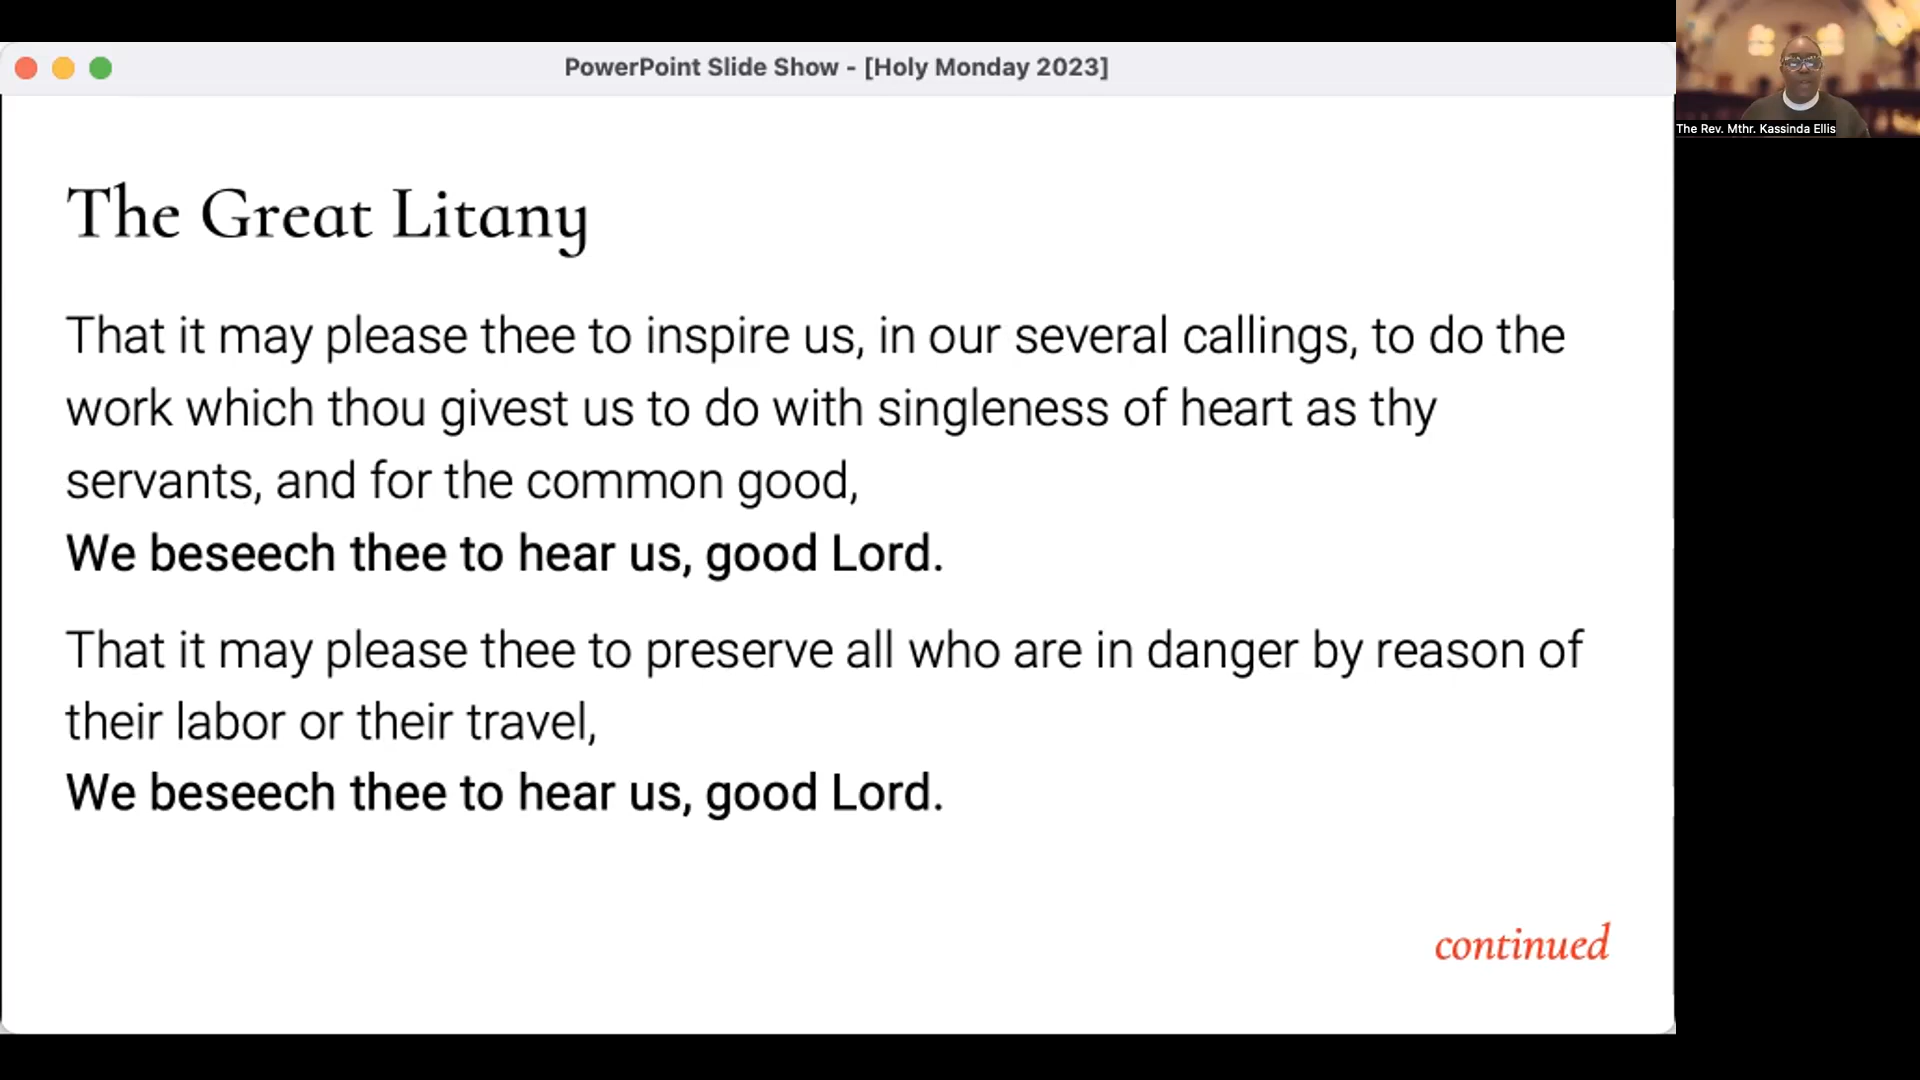 PowerPoint Slide Show - [Holy Monday 2023]
The Rev. Mthr. Kassinda Ellis
The Great Litany
That it may please thee to inspire us, in our several callings, to do the
work which thou givest us to do with singleness of heart as thy
servants, and for the common good,
We beseech thee to hear us, good Lord.
That it may please thee to preserve all who are in danger by reason of
their labor or their travel,
We beseech thee to hear us, good Lord.
continued